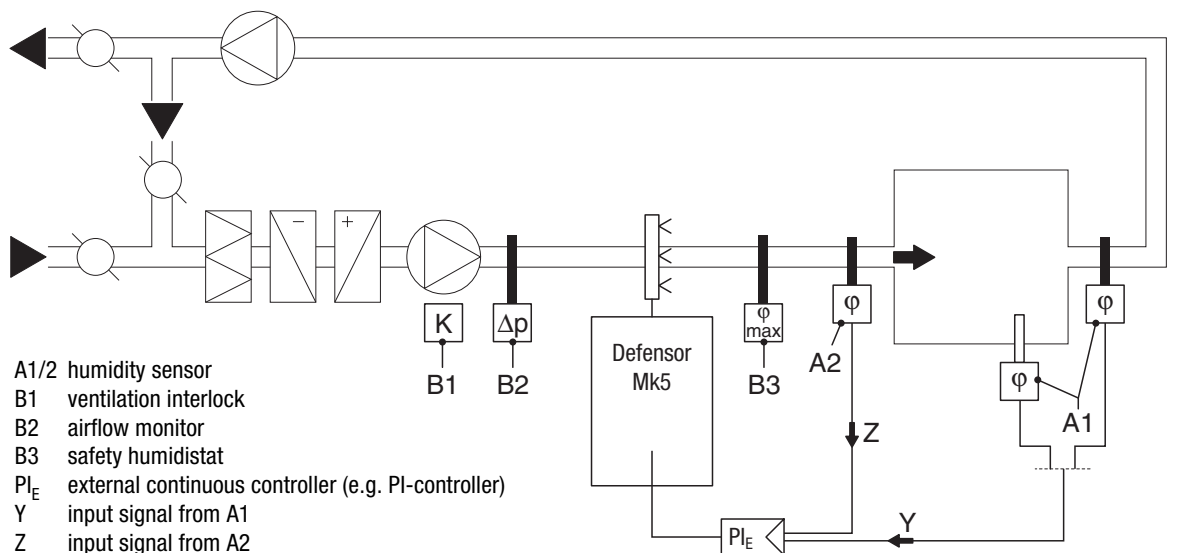 −
+
K
Δp
φ
max
φ
φ
φ
Defensor
Mk5
B1
B2
B3
A2
A1
Z
Y
PIE
A1/2 humidity sensor
B1 ventilation interlock
B2 airflow monitor
B3 safety humidistat
PIE external continuous controller (e.g. PI-controller)
Y input signal from A1
Z input signal from A2